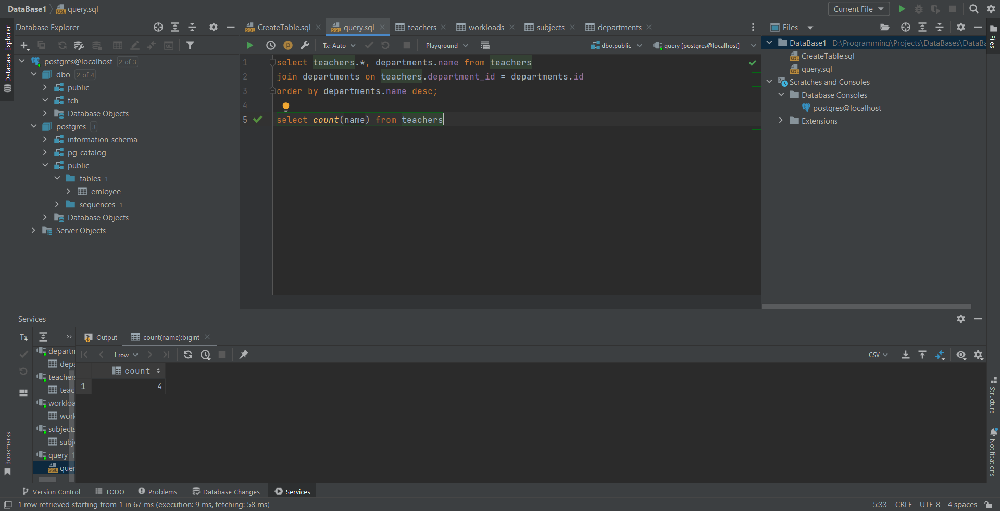 DataBase1 query.sql Current File
Database Explorer
Database Explorer
CreateTable.sql query.sql teachers workloads subjects departments
Files
Files
Tx: Auto Playground dbo.public query [postgres@localhost]
postgres@localhost 2 of 3
dbo 2 of 4
public
tch
Database Objects
postgres 3
information_schema
pg_catalog
public
tables 1
emloyee
sequences 1
Database Objects
Server Objects
1 select teachers.*, departments.name from teachers
2 join departments on teachers.department_id = departments.id
3 order by departments.name desc;
4
5 select count(name) from teachers
DataBase1 D:\Programming\Projects\DataBases\DataBa
CreateTable.sql
query.sql
Scratches and Consoles
Database Consoles
postgres@localhost
Extensions
Services
Tx
Output count(name):bigint
1 row CSV
departm
depa
teachers
teac
workloa
work
subjects
subje
query 1
quer
count
1 4
Bookmarks
Structure
Notifications
Version Control TODO Problems Database Changes Services
1 row retrieved starting from 1 in 67 ms (execution: 9 ms, fetching: 58 ms)
5:33 CRLF UTF-8 4 spaces